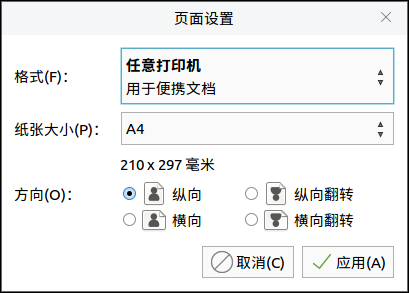 页面设置
格式(F)：
任意打印机
用于便携文档
纸张大小(P)：
A4
210 x 297 毫米
方向(O)：
纵向
纵向翻转
横向
横向翻转
取消(C)
应用(A)